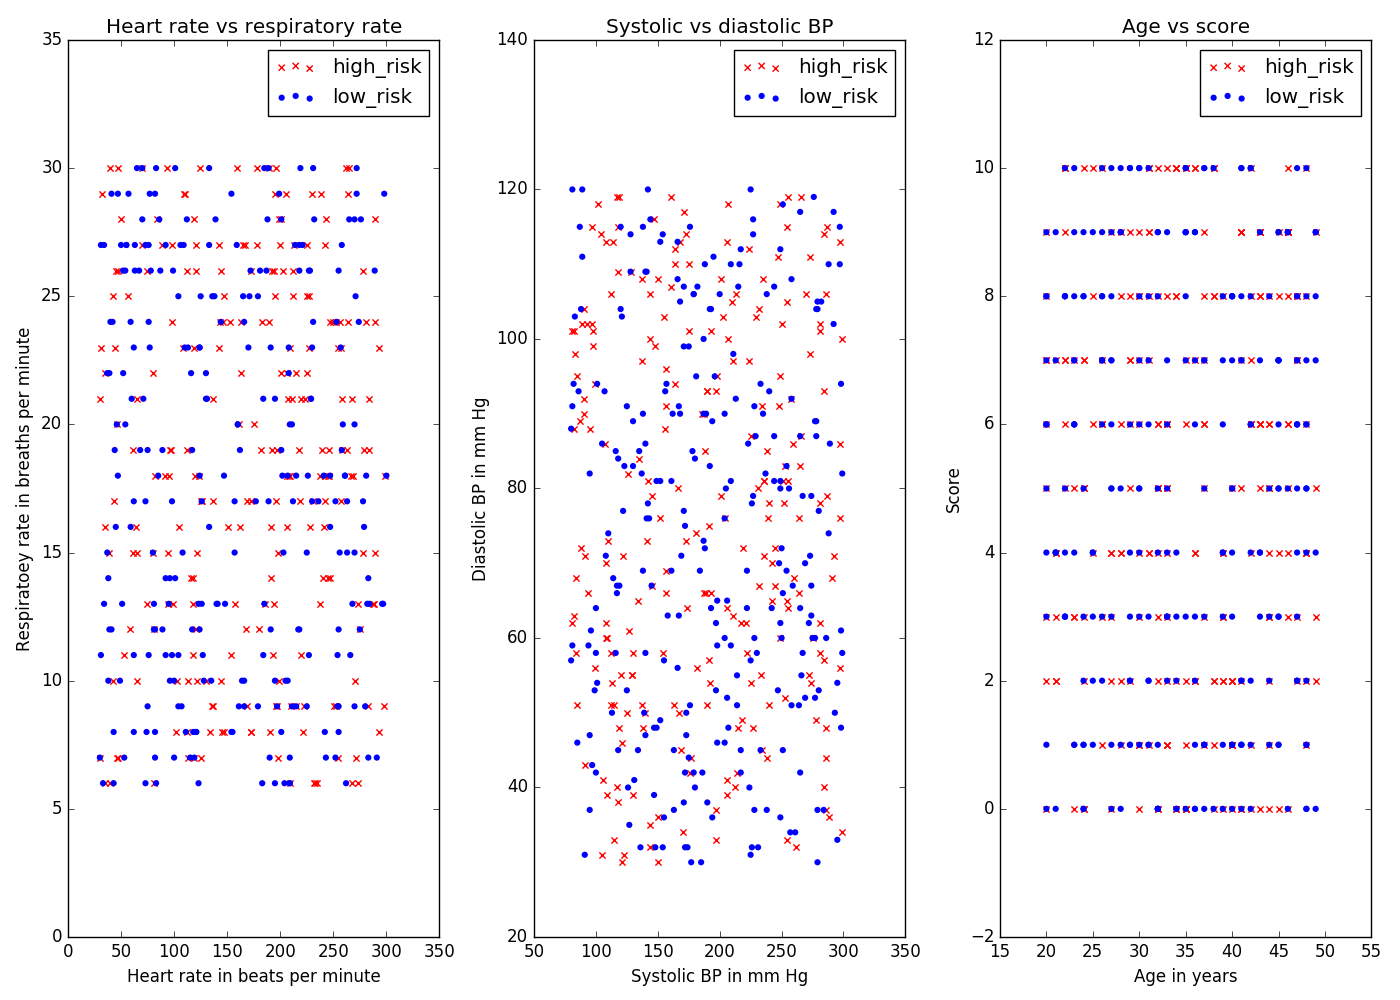 Heart rate vs respiratory rate
35
30
25
20
15
10
5
0
0 50 100 150 200 250 300 350
Respiratoey rate in breaths per minute
Heart rate in beats per minute
high_risk
low_risk
Systolic vs diastolic BP
140
120
100
80
60
40
20
50 100 150 200 250 300 350
Diastolic BP in mm Hg
Systolic BP in mm Hg
high_risk
low_risk
Age vs score
12
10
8
6
4
2
0
−2
15 20 25 30 35 40 45 50 55
Score
Age in years
high_risk
low_risk